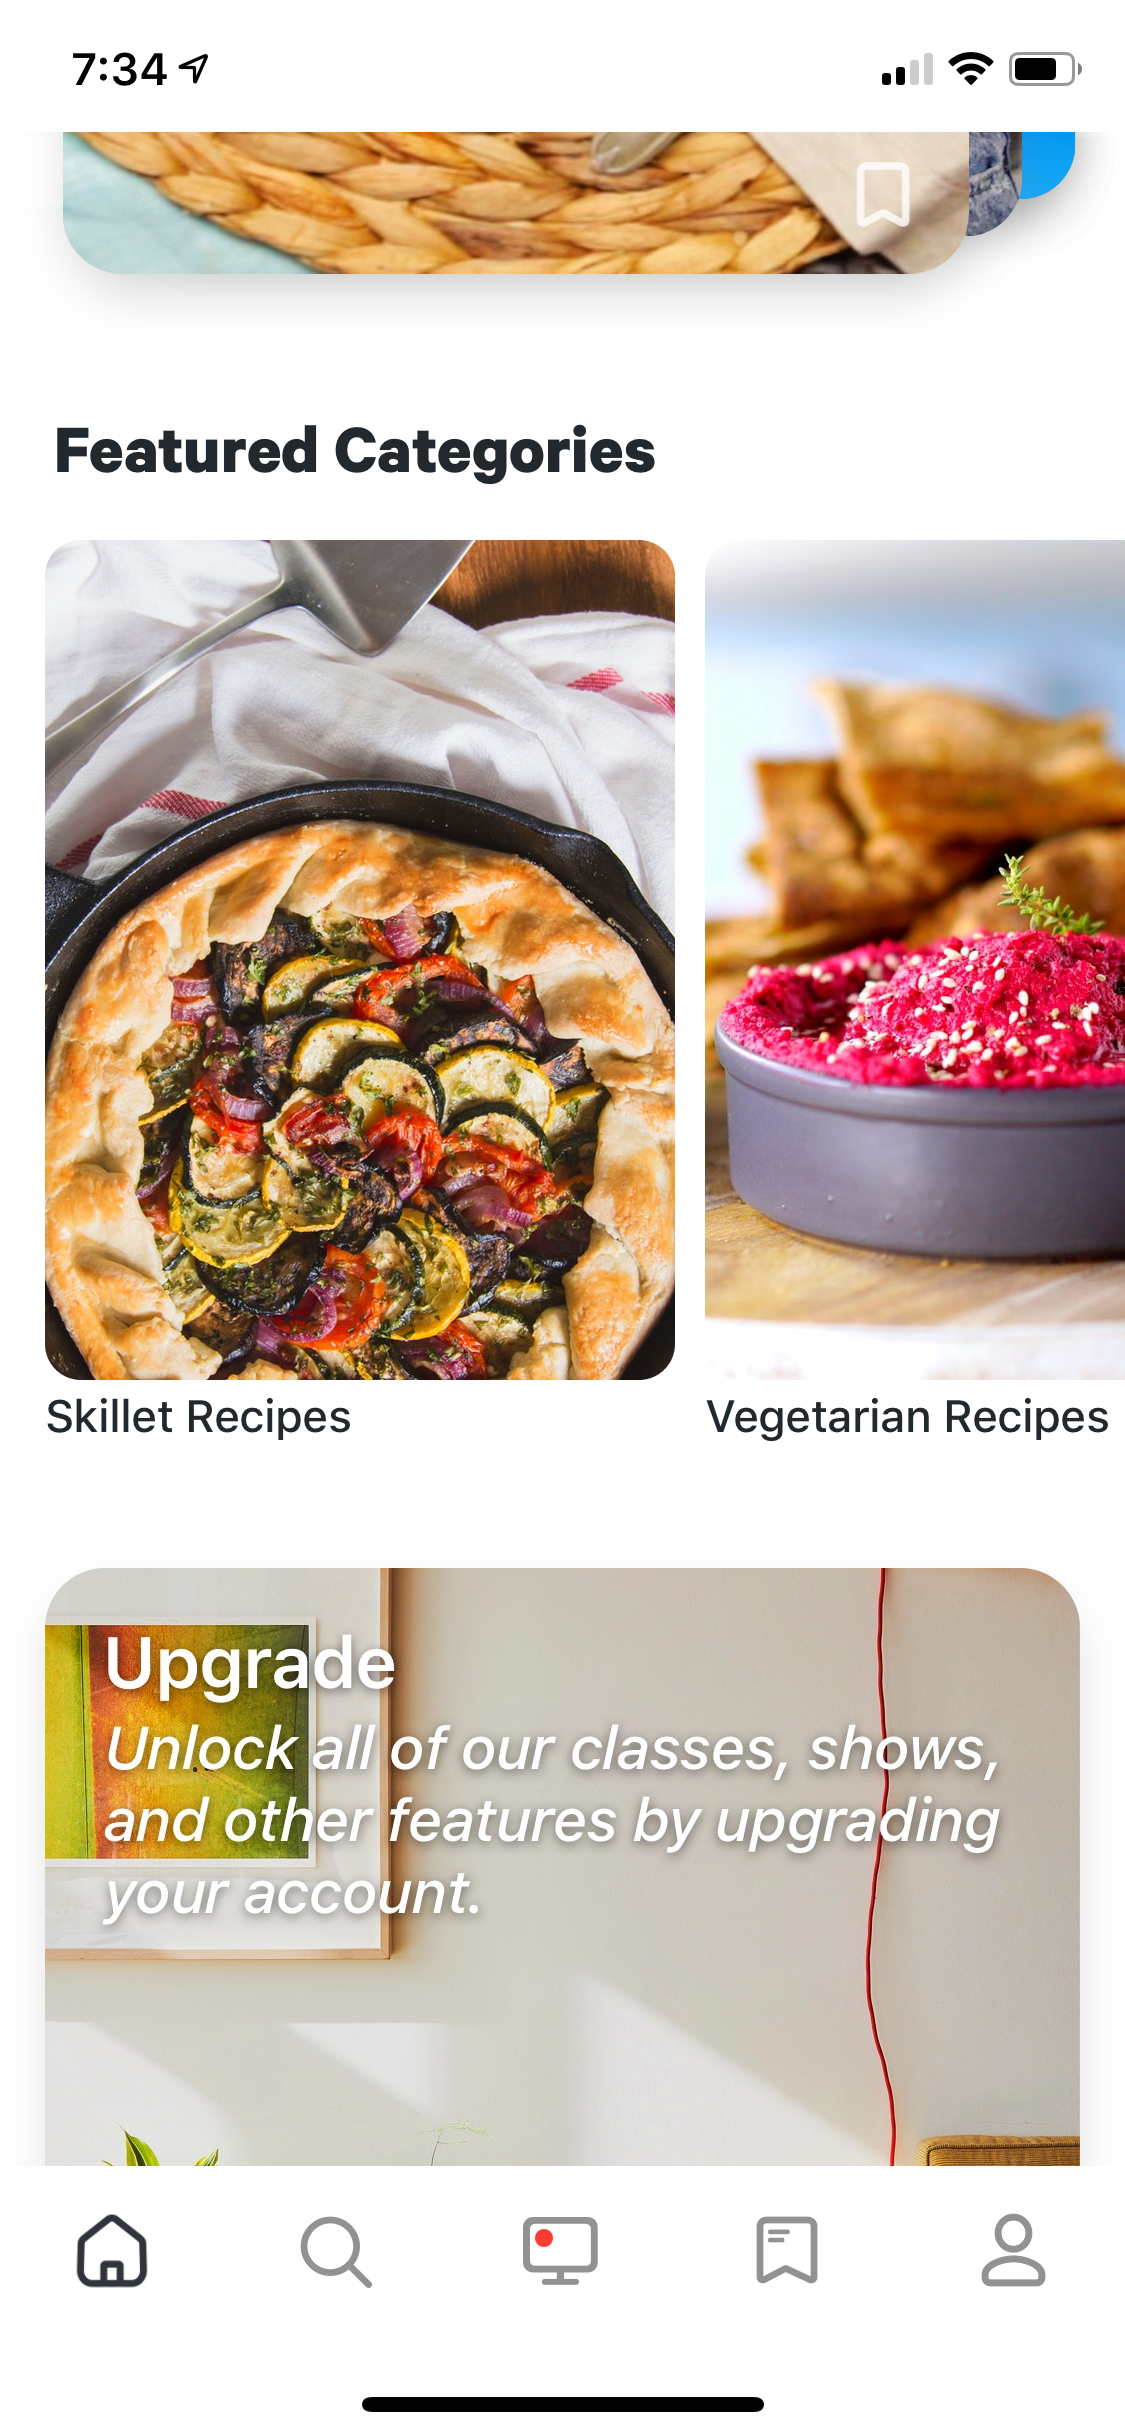 7:34
Featured Categories
Skillet Recipes
Vegetarian Recipes
Upgrade
Unlock all of our classes, shows,
and other features by upgrading
your account.